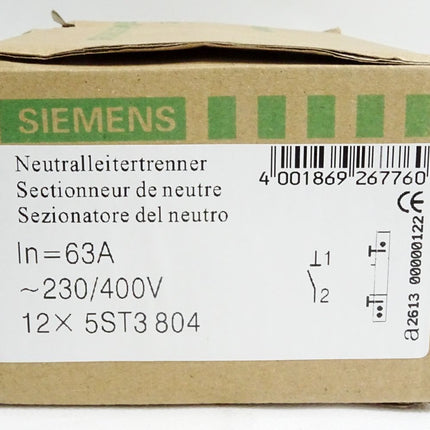 SIEMENS
Neutralleitertrenner
Sectionneur de neutre
Sezionatore del neutro
In=63A
~230/400V
12× 5ST3 804
4 001869 267760
CE
1
2
a2613 00000122